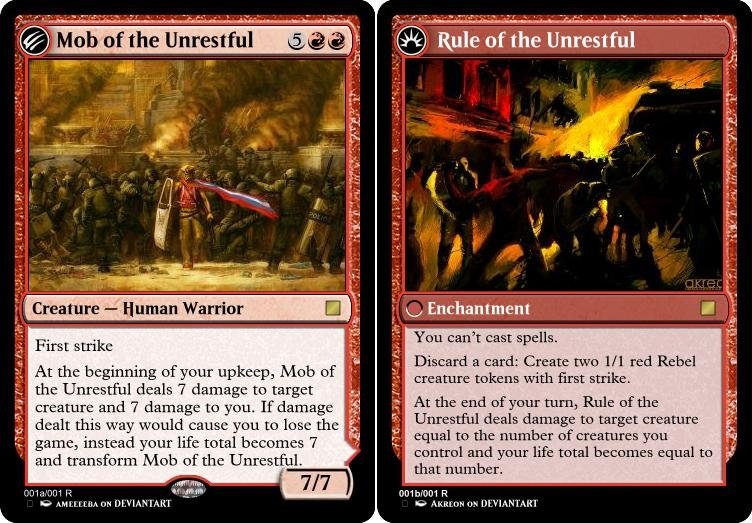 Mob of the Unrestful 5
Creature — Human Warrior
First strike
At the beginning of your upkeep, Mob of
the Unrestful deals 7 damage to target
creature and 7 damage to you. If damage
dealt this way would cause you to lose the
game, instead your life total becomes 7
and transform Mob of the Unrestful.
7/7
001a/001 R
AMEEEEBA on DEVIANTART
POLICE
Rule of the Unrestful
akreo
Enchantment
You can't cast spells.
Discard a card: Create two 1/1 red Rebel
creature tokens with first strike.
At the end of your turn, Rule of the
Unrestful deals damage to target creature
equal to the number of creatures you
control and your life total becomes equal to
that number.
001b/001 R
AKREON on DEVIANTART